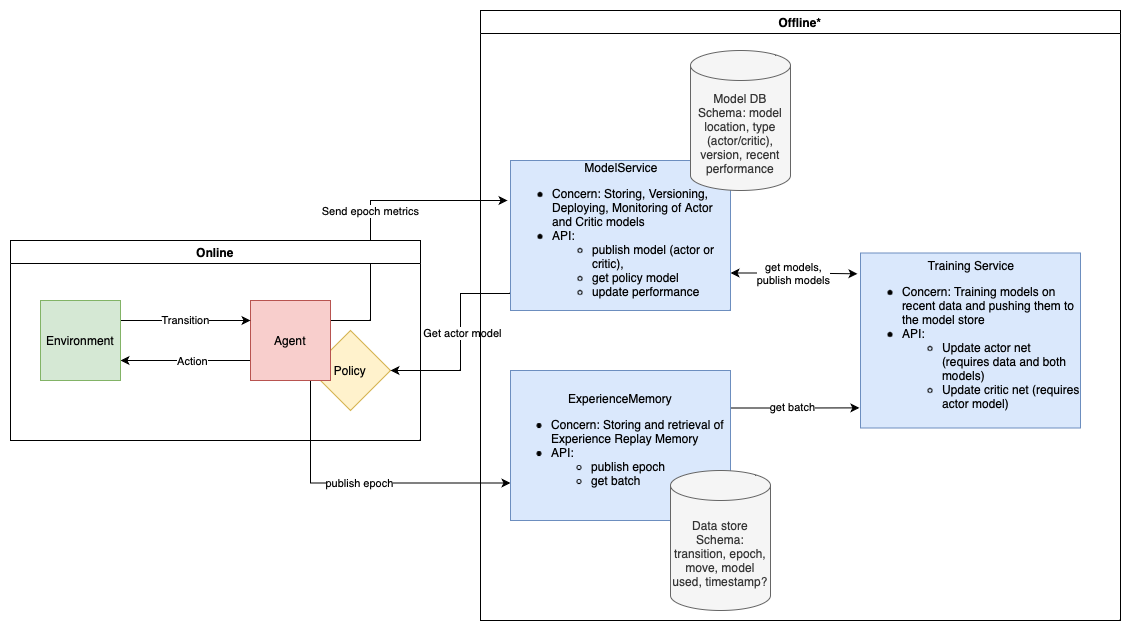 Offline*
Model DB
Schema: model
location, type
(actor/critic),
version, recent
performance
ModelService
Concern: Storing, Versioning,
Deploying, Monitoring of Actor
and Critic models
API:
publish model (actor or
critic),
get policy model
update performance
Send epoch metrics
Online
Environment
Transition
Action
Agent
Policy
Get actor model
get models,
publish models
Training Service
Concern: Training models on
recent data and pushing them to
the model store
API:
Update actor net
(requires data and both
models)
Update critic net (requires
actor model)
ExperienceMemory
Concern: Storing and retrieval of
Experience Replay Memory
API:
publish epoch
get batch
get batch
publish epoch
Data store
Schema:
transition, epoch,
move, model
used, timestamp?